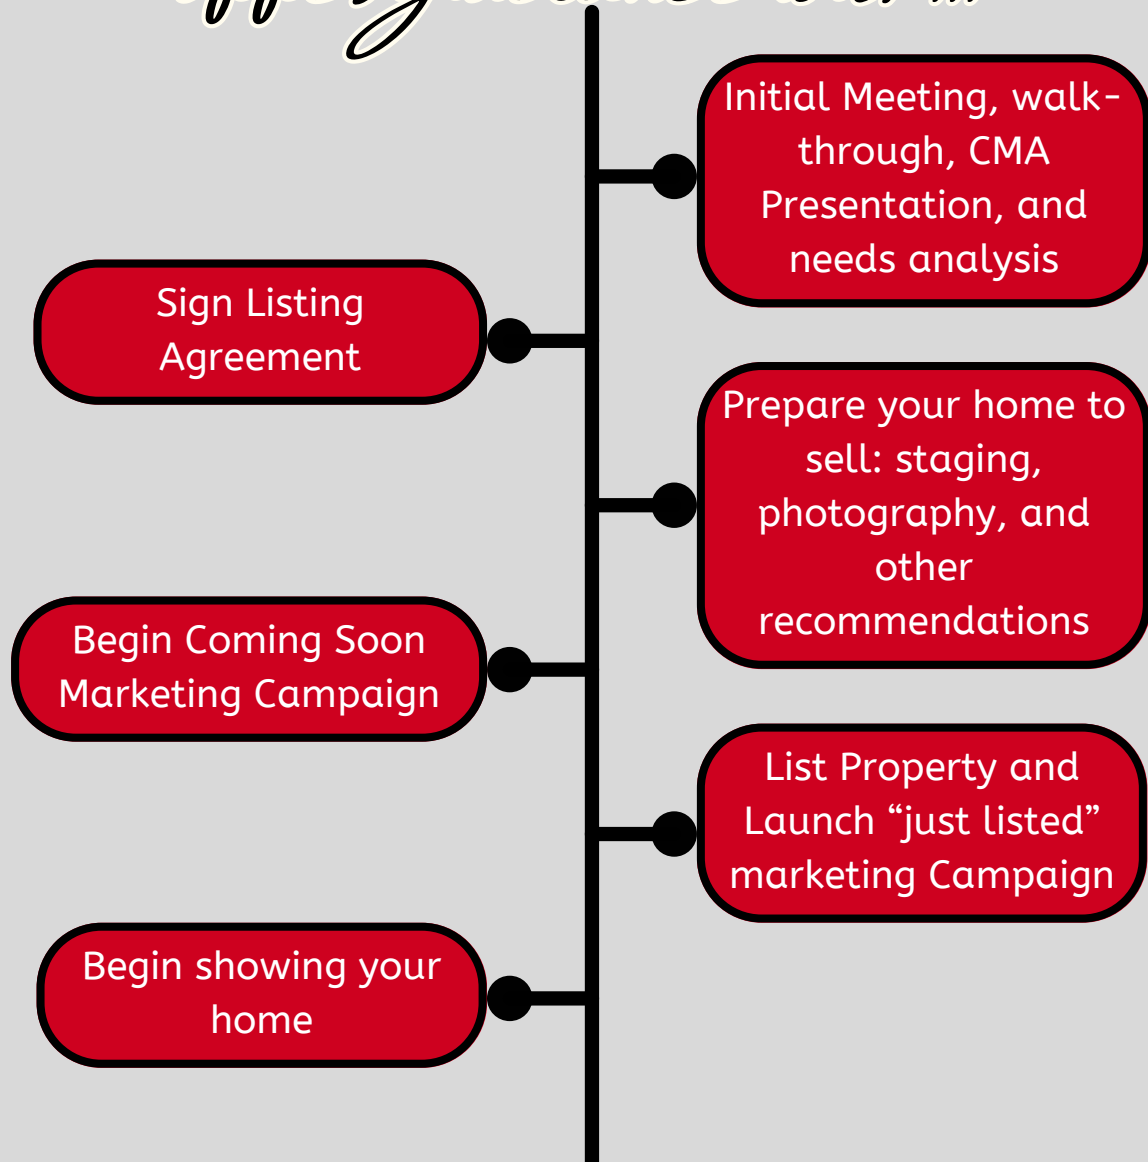 Initial Meeting, walk-
through, CMA
Presentation, and
needs analysis
Sign Listing
Agreement
Prepare your home to
sell: staging,
photography, and
other
recommendations
Begin Coming Soon
Marketing Campaign
List Property and
Launch “just listed”
marketing Campaign
Begin showing your
home